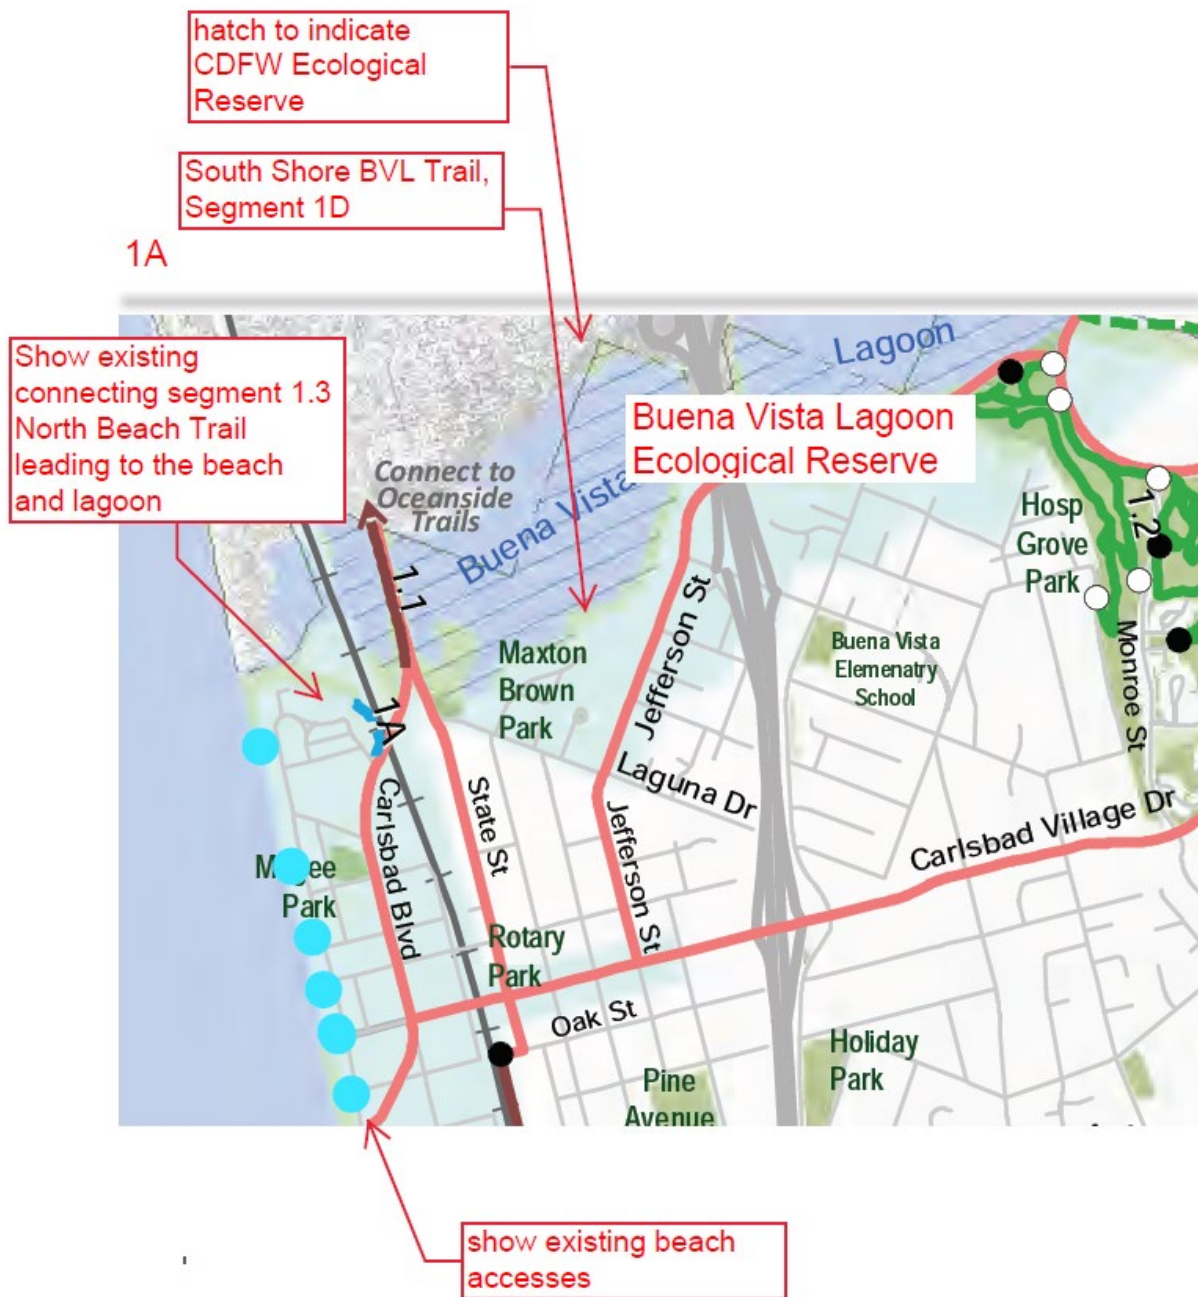 hatch to indicate
CDFW Ecological
Reserve
South Shore BVL Trail,
Segment 1D
1A
Show existing
connecting segment 1.3
North Beach Trail
leading to the beach
and lagoon
Lagoon
Buena Vista Lagoon
Ecological Reserve
Connect to
Oceanside
Trails
Buena Vista
1.1
1A
Hosp
Grove
Park
1.2
Monroe St
Maxton
Brown
Park
Jefferson St
Buena Vista
Elemenatry
School
Laguna Dr
Carlsbad Blvd
State St
Jefferson St
Carlsbad Village Dr
Park
Rotary
Park
Oak St
Holiday
Park
Pine
Avenue
show existing beach
accesses